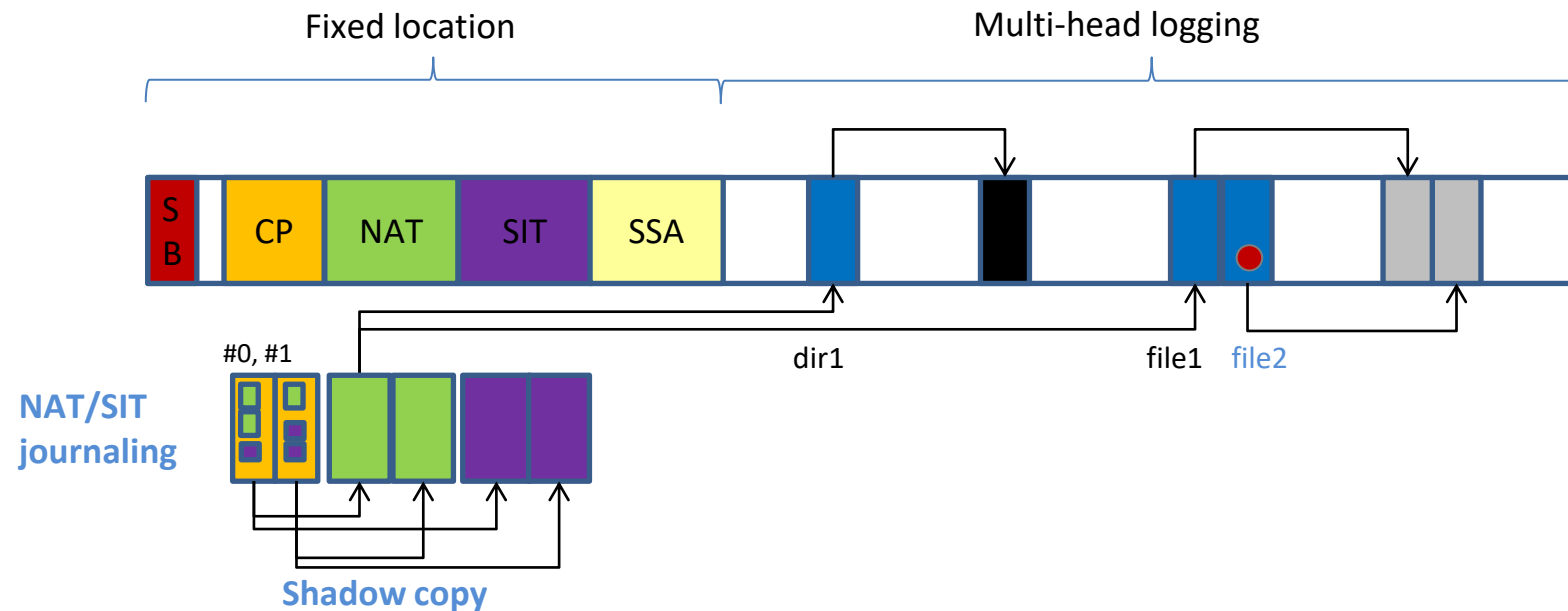 Fixed location
Multi-head logging
S
B
CP
NAT
SIT
SSA
dir1
file1
file2
#0, #1
NAT/SIT
journaling
Shadow copy